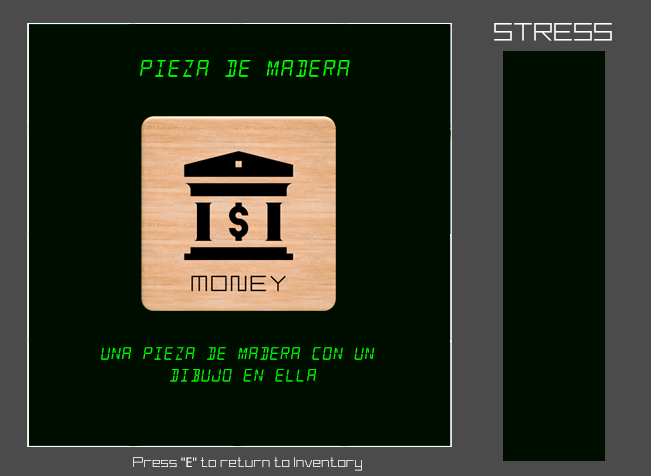 STRESS
PIEZA DE MADERA
$
MONEY
UNA PIEZA DE MADERA CON UN
DIBUJO EN ELLA
Press "E" to return to Inventory